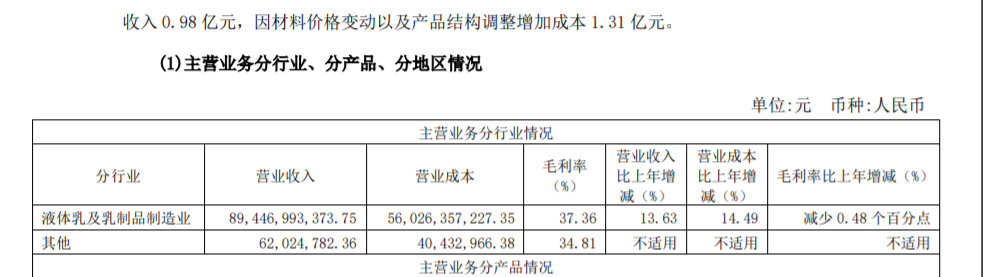 收入 0.98 亿元，因材料价格变动以及产品结构调整增加成本 1.31 亿元。
(1)主营业务分行业、分产品、分地区情况
单位:元 币种:人民币
主营业务分行业情况
分行业 营业收入 营业成本 毛利率（%） 营业收入比上年增减（%） 营业成本比上年增减（%） 毛利率比上年增减（%）
液体乳及乳制品制造业 89,446,993,373.75 56,026,357,227.35 37.36 13.63 14.49 减少 0.48 个百分点
其他 62,024,782.36 40,432,966.38 34.81 不适用 不适用 不适用
主营业务分产品情况